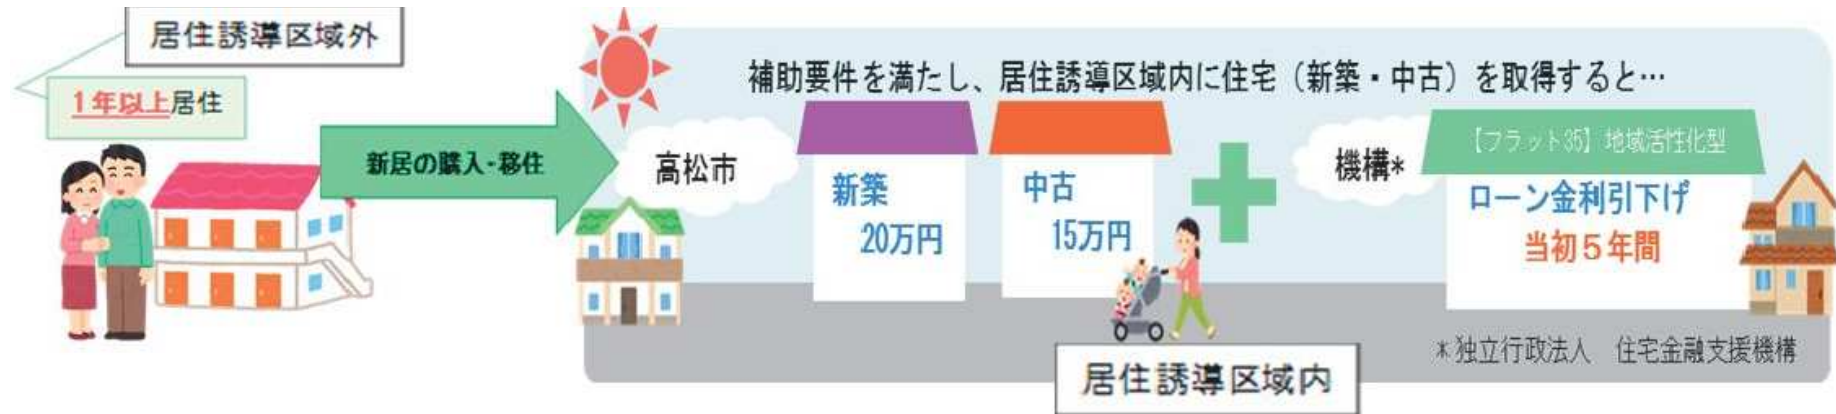 居住誘導区域外
1年以上居住
新居の購入・移住
補助要件を満たし、居住誘導区域内に住宅（新築・中古）を取得すると…
高松市
新築
20万円
中古
15万円
機構*
【フラット35】地域活性化型
ローン金利引下げ
当初５年間
*独立行政法人　住宅金融支援機構
居住誘導区域内